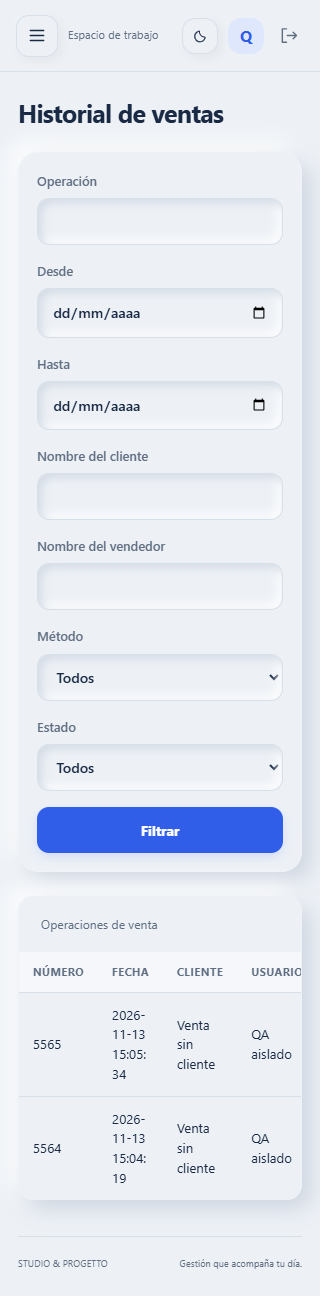 Espacio de trabajo
Q
Historial de ventas
Operación
Desde
dd/mm/aaaa
Hasta
dd/mm/aaaa
Nombre del cliente
Nombre del vendedor
Método
Todos
Estado
Todos
Filtrar
Operaciones de venta
NÚMERO FECHA CLIENTE USUARIO
5565 2026-11-13 15:05:34 Venta sin cliente QA aislado
5564 2026-11-13 15:04:19 Venta sin cliente QA aislado
STUDIO & PROGETTO Gestión que acompaña tu día.